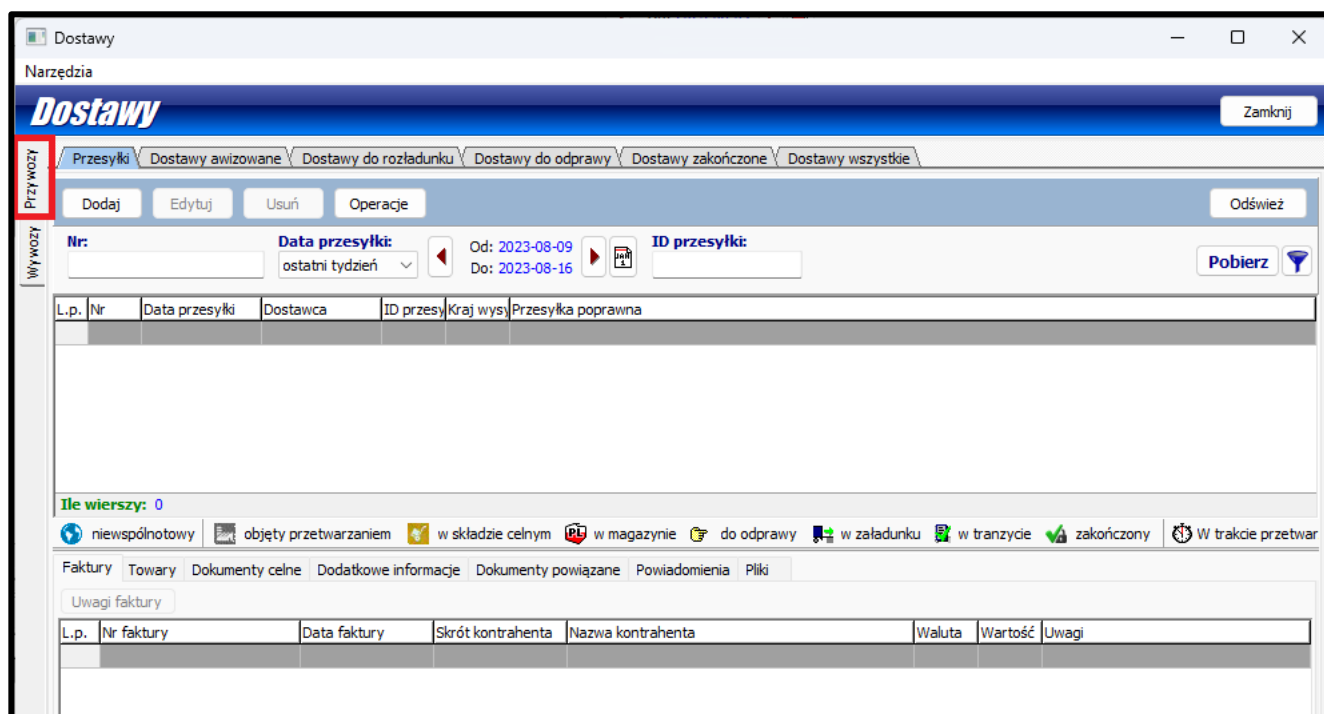 Dostawy
Narzędzia
Dostawy
Zamknij
Przywozy
Wywozy
Przesyłki Dostawy awizowane Dostawy do rozładunku Dostawy do odprawy Dostawy zakończone Dostawy wszystkie
Dodaj Edytuj Usuń Operacje Odśwież
Nr: Data przesyłki: Od: 2023-08-09 ID przesyłki:
ostatni tydzień Do: 2023-08-16 JAN 1 Pobierz
L.p. Nr Data przesyłki Dostawca ID przesy Kraj wysy Przesyłka poprawna
Ile wierszy: 0
niewspólnotowy objęty przetwarzaniem w składzie celnym PL w magazynie do odprawy w załadunku w tranzycie zakończony W trakcie przetwar
Faktury Towary Dokumenty celne Dodatkowe informacje Dokumenty powiązane Powiadomienia Pliki
Uwagi faktury
L.p. Nr faktury Data faktury Skrót kontrahenta Nazwa kontrahenta Waluta Wartość Uwagi